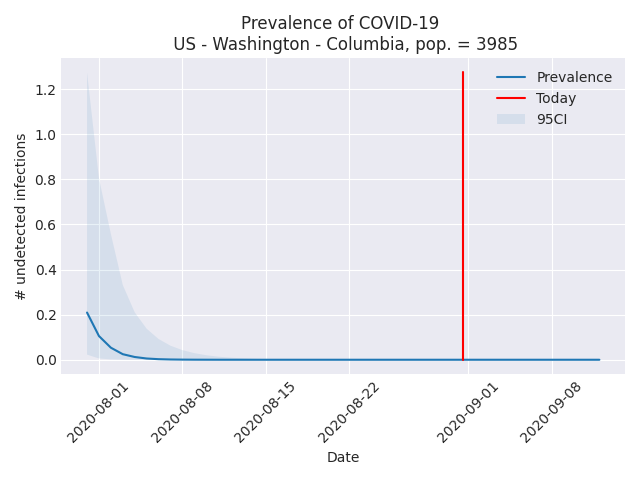 Prevalence of COVID-19
US - Washington - Columbia, pop. = 3985
Prevalence
Today
95CI
# undetected infections
1.2
1.0
0.8
0.6
0.4
0.2
0.0
2020-08-01
2020-08-08
2020-08-15
2020-08-22
2020-09-01
2020-09-08
Date